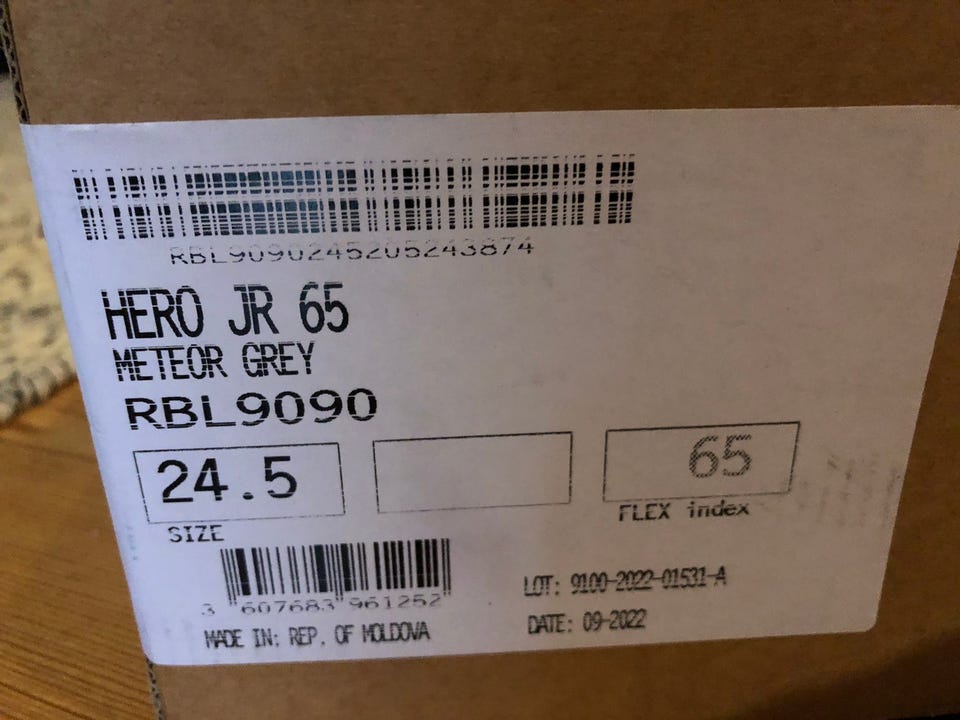 RBL9090245205243874
HERO JR 65
METEOR GREY
RBL9090
24.5
65
SIZE
FLEX index
3 607683 961252
LOT: 9100-2022-01531-A
MADE IN: REP. OF MOLDOVA
DATE: 09-2022